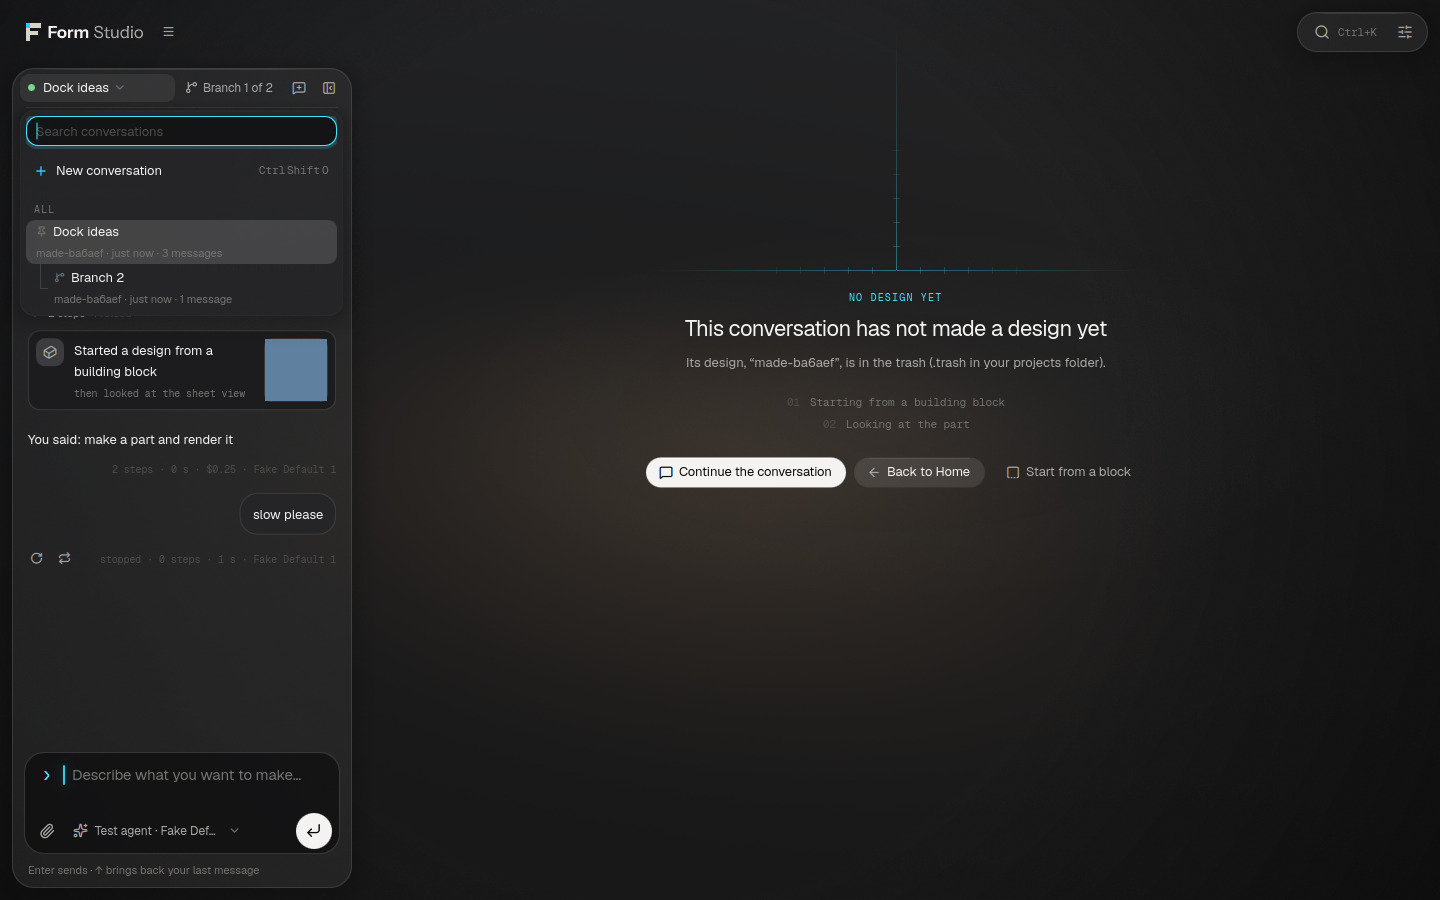 Form Studio
Ctrl+K
Dock ideas
Branch 1 of 2
Search conversations
New conversation
Ctrl Shift O
ALL
Dock ideas
made-ba6aef · just now · 3 messages
Branch 2
made-ba6aef · just now · 1 message
2 steps
Started a design from a
building block
then looked at the sheet view
You said: make a part and render it
2 steps · 0 s · $0.25 · Fake Default 1
slow please
stopped · 0 steps · 1 s · Fake Default 1
Describe what you want to make...
Test agent · Fake Def...
Enter sends · ↑ brings back your last message
NO DESIGN YET
This conversation has not made a design yet
Its design, “made-ba6aef”, is in the trash (.trash in your projects folder).
01 Starting from a building block
02 Looking at the part
Continue the conversation
Back to Home
Start from a block